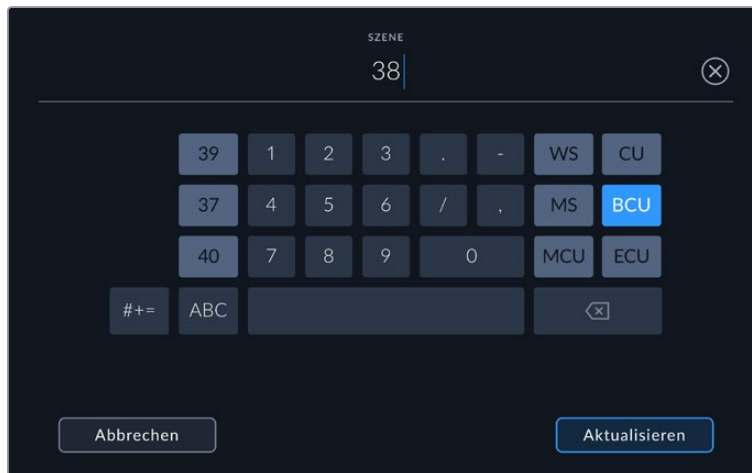 SZENE
38
39 1 2 3 . - WS CU
37 4 5 6 / , MS BCU
40 7 8 9 0 MCU ECU
#+= ABC
Abbrechen Aktualisieren